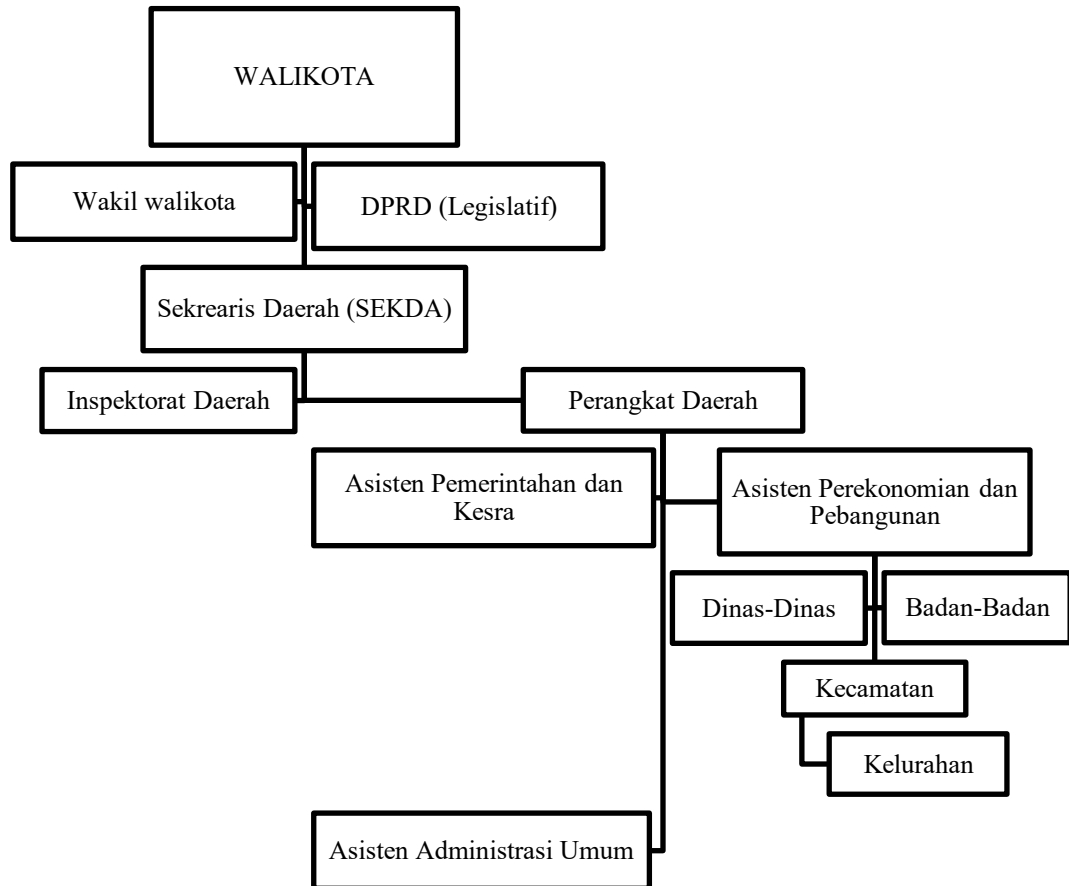 WALIKOTA
Wakil walikota
DPRD (Legislatif)
Sekrearis Daerah (SEKDA)
Inspektorat Daerah
Perangkat Daerah
Asisten Pemerintahan dan
Kesra
Asisten Perekonomian dan
Pebangunan
Dinas-Dinas
Badan-Badan
Kecamatan
Kelurahan
Asisten Administrasi Umum